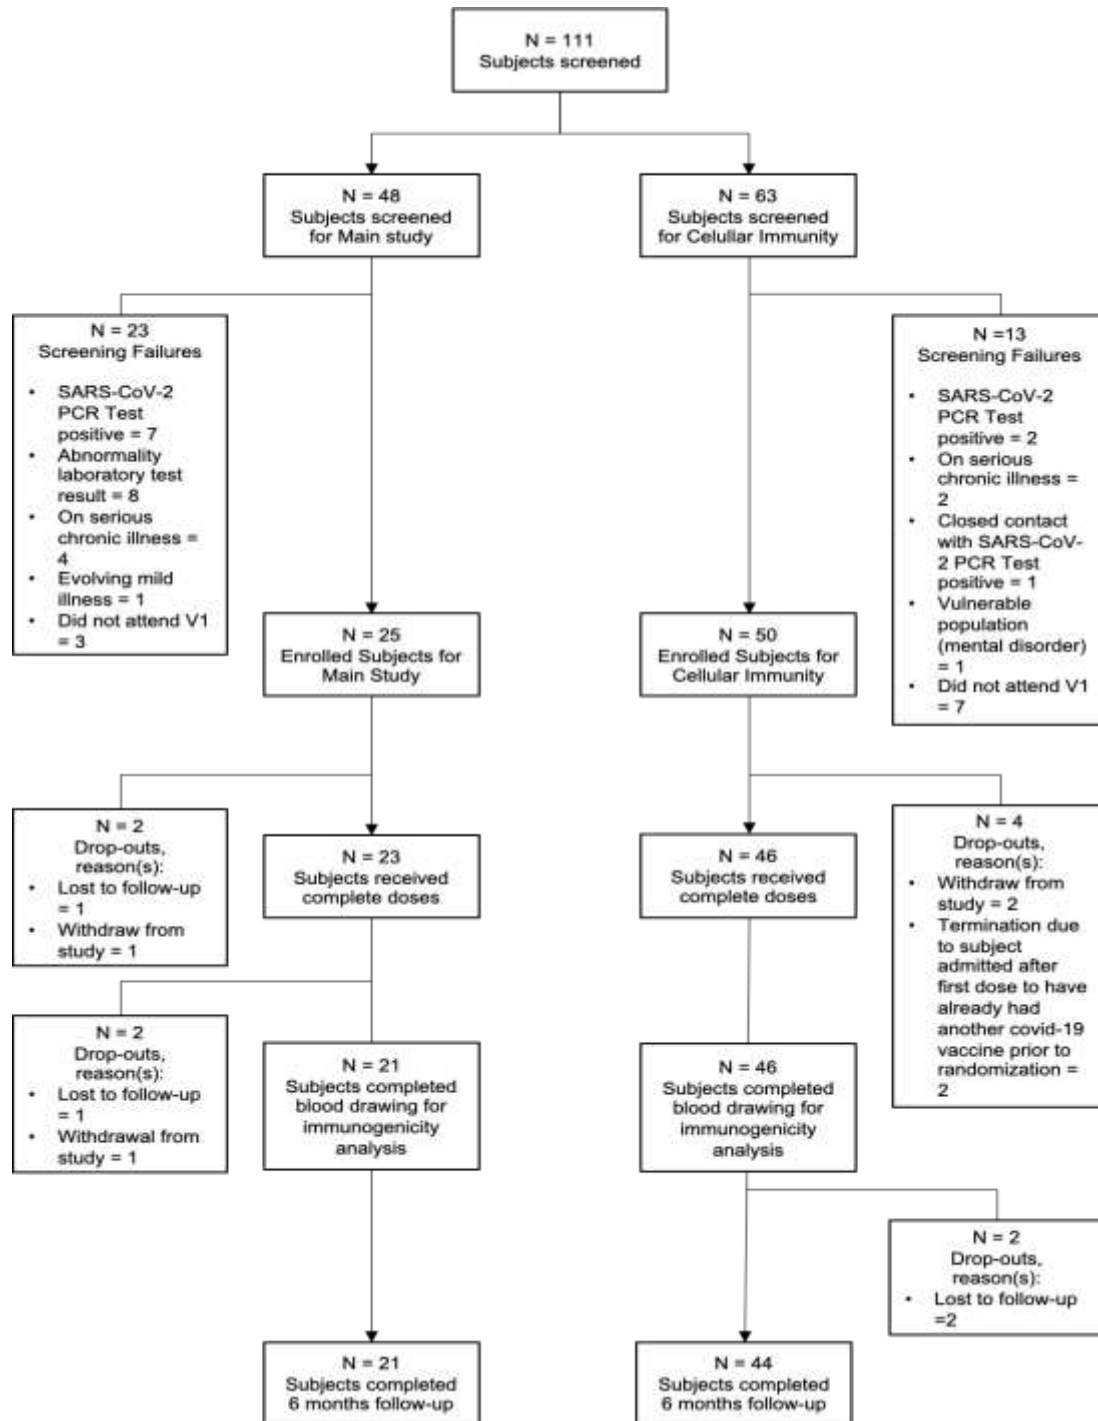 N = 111
Subjects screened
N = 48
Subjects screened
for Main study
N = 63
Subjects screened
for Celullar Immunity
N = 23
Screening Failures
• SARS-CoV-2
PCR Test
positive = 7
• Abnormality
laboratory test
result = 8
• On serious
chronic illness =
4
• Evolving mild
illness = 1
• Did not attend V1
= 3
N =13
Screening Failures
• SARS-CoV-2
PCR Test
positive = 2
• On serious
chronic illness =
2
• Closed contact
with SARS-CoV-
2 PCR Test
positive = 1
• Vulnerable
population
(mental disorder)
= 1
• Did not attend V1
= 7
N = 25
Enrolled Subjects for
Main Study
N = 50
Enrolled Subjects for
Cellular Immunity
N = 2
Drop-outs,
reason(s):
• Lost to follow-up
= 1
• Withdraw from
study = 1
N = 23
Subjects received
complete doses
N = 46
Subjects received
complete doses
N = 4
Drop-outs,
reason(s):
• Withdraw from
study = 2
• Termination due
to subject
admitted after
first dose to have
already had
another covid-19
vaccine prior to
randomization =
2
N = 2
Drop-outs,
reason(s):
• Lost to follow-up
= 1
• Withdrawal from
study = 1
N = 21
Subjects completed
blood drawing for
immunogenicity
analysis
N = 46
Subjects completed
blood drawing for
immunogenicity
analysis
N = 2
Drop-outs,
reason(s):
• Lost to follow-up
=2
N = 21
Subjects completed
6 months follow-up
N = 44
Subjects completed
6 months follow-up